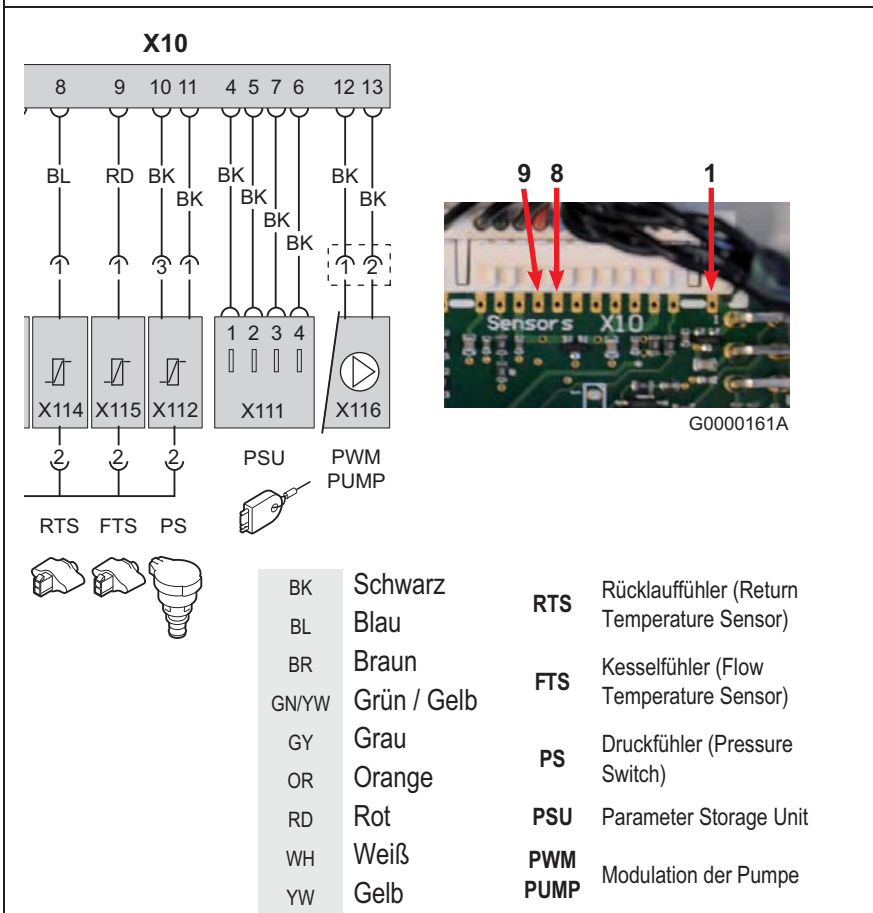 X10
8 9 10 11 4 5 7 6 12 13
BL RD BK BK BK BK BK BK BK BK
1 1 3 1 1 2
1 2 3 4
X114 X115 X112 X111 X116
2 2 2
PSU PWM
PUMP
RTS FTS PS
9 8 1
Sensors X10
1
G0000161A
BK Schwarz
BL Blau
BR Braun
GN/YW Grün / Gelb
GY Grau
OR Orange
RD Rot
WH Weiß
YW Gelb
RTS Rücklauffühler (Return
Temperature Sensor)
FTS Kesselfühler (Flow
Temperature Sensor)
PS Druckfühler (Pressure
Switch)
PSU Parameter Storage Unit
PWM
PUMP Modulation der Pumpe